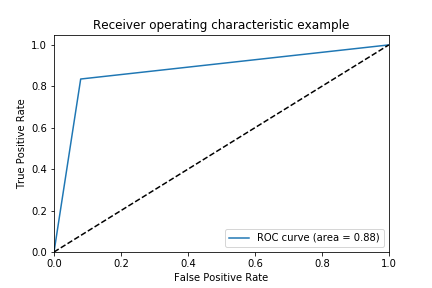 Receiver operating characteristic example
True Positive Rate
1.0
0.8
0.6
0.4
0.2
0.0
ROC curve (area = 0.88)
0.0 0.2 0.4 0.6 0.8 1.0
False Positive Rate